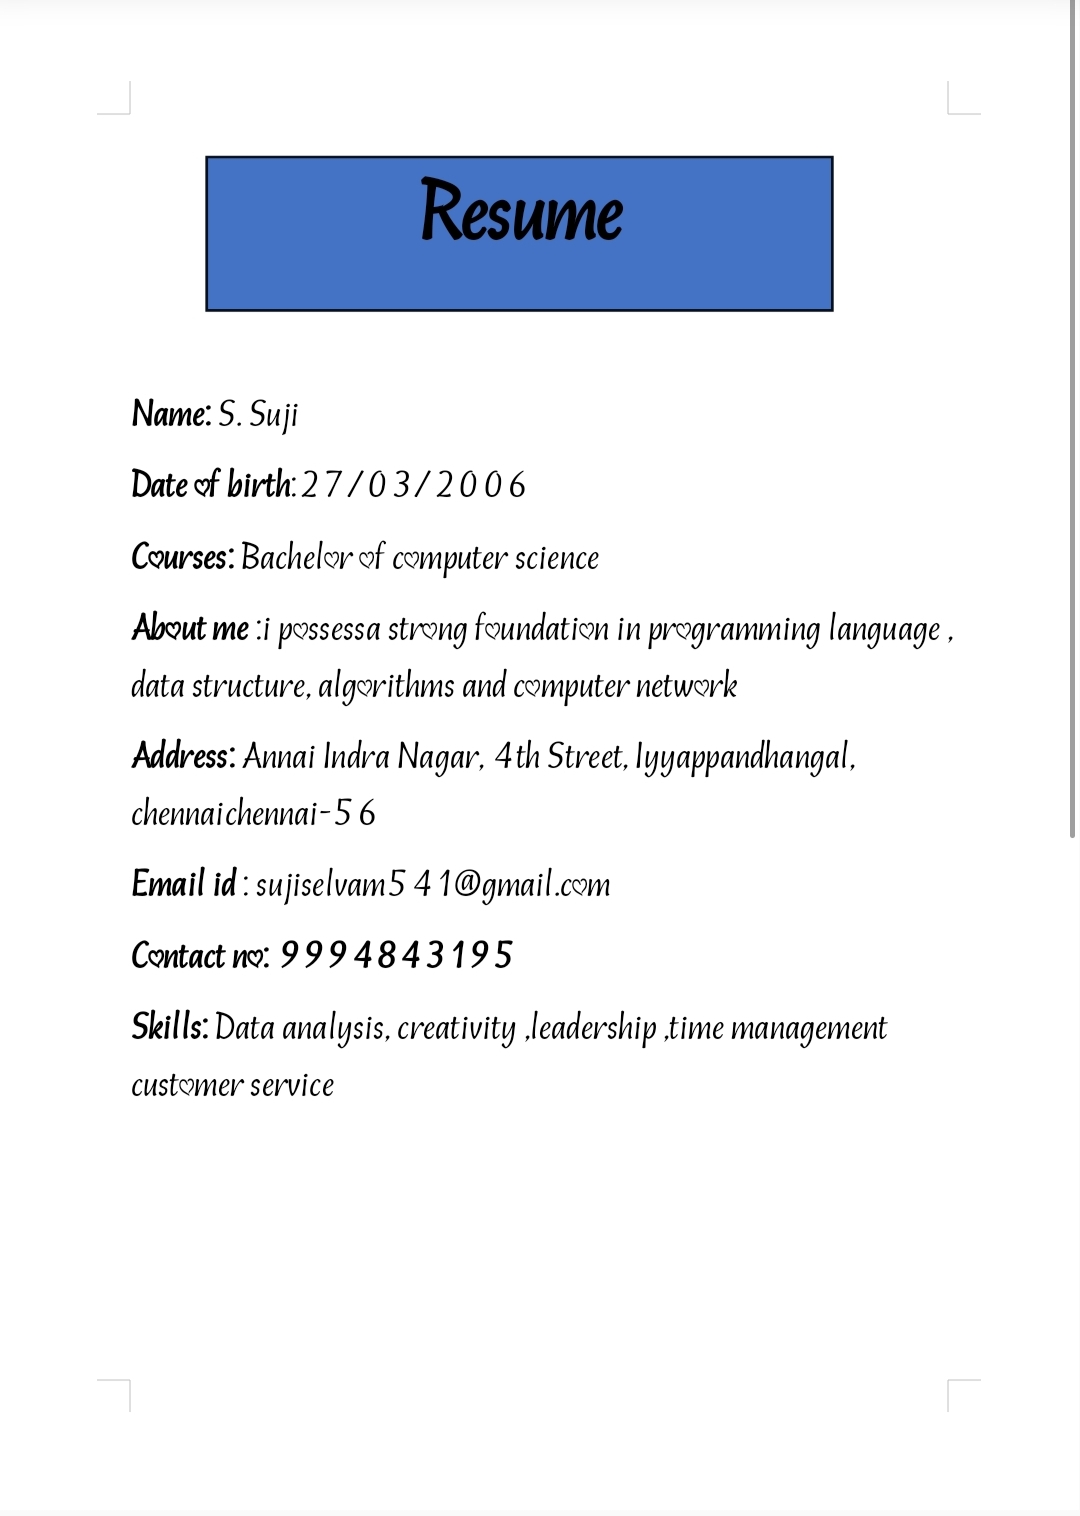 Resume
Name: S. Suji
Date of birth: 27/03/2006
Courses: Bachelor of computer science
About me :i possessa strong foundation in programming language ,
data structure, algorithms and computer network
Address: Annai Indra Nagar, 4th Street, Iyyappandhangal,
chennaichennai-56
Email id : sujiselvam541@gmail.com
Contact no: 9994843195
Skills: Data analysis, creativity ,leadership ,time management
customer service